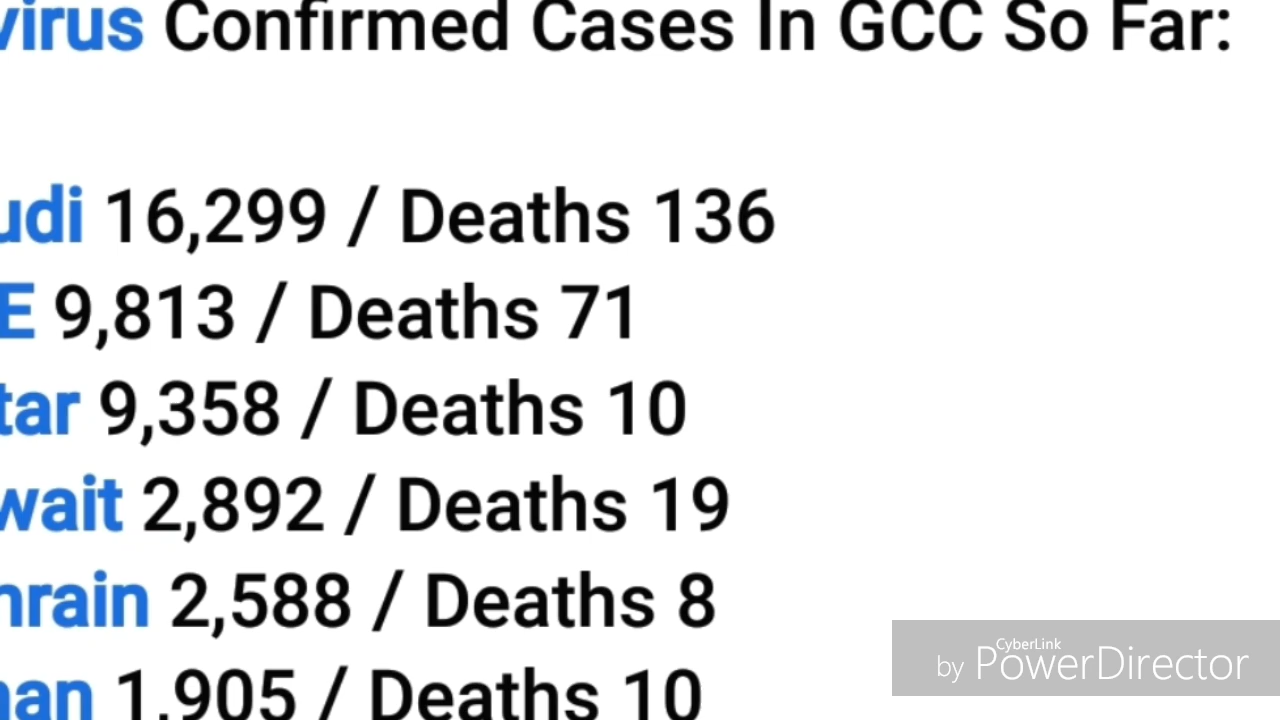 virus Confirmed Cases In GCC So Far:
udi 16,299 / Deaths 136
E 9,813 / Deaths 71
tar 9,358 / Deaths 10
wait 2,892 / Deaths 19
hrain 2,588 / Deaths 8
nan 1,905 / Deaths 10
CyberLink
by PowerDirector